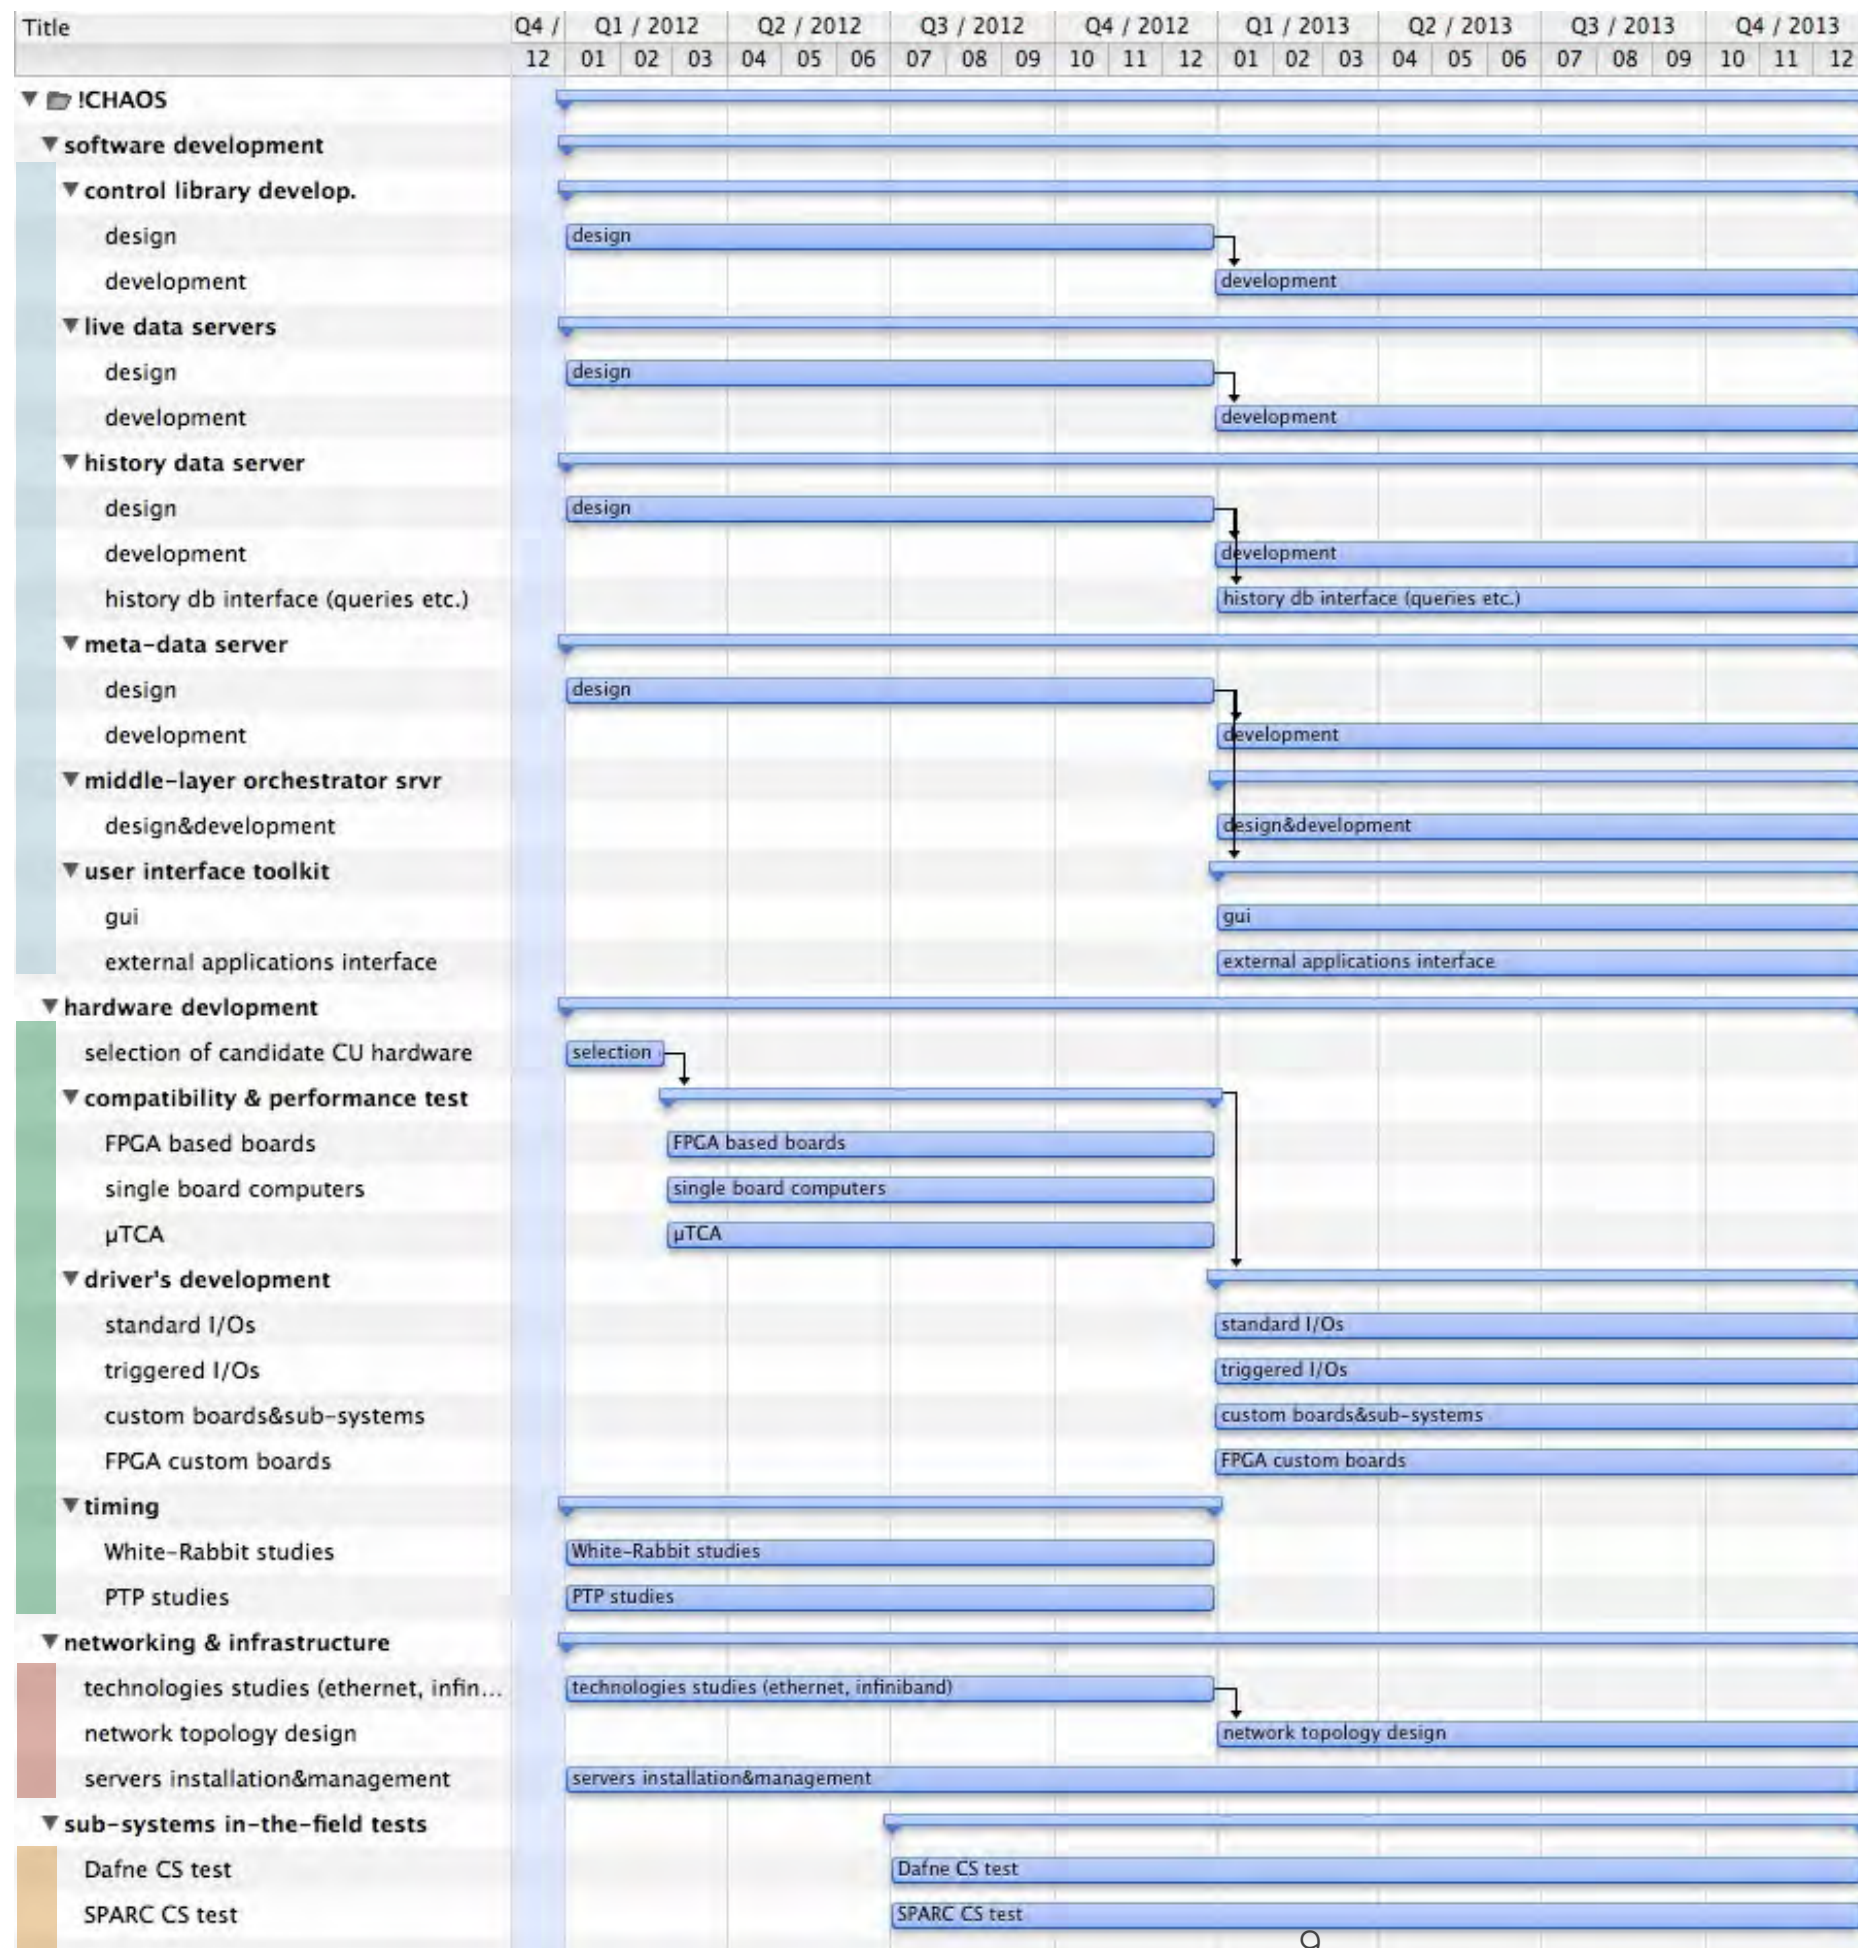 Title Q4 / Q1 / 2012 Q2 / 2012 Q3 / 2012 Q4 / 2012 Q1 / 2013 Q2 / 2013 Q3 / 2013 Q4 / 2013
12 01 02 03 04 05 06 07 08 09 10 11 12 01 02 03 04 05 06 07 08 09 10 11 12
!CHAOS
software development
control library develop.
design design
development development
live data servers
design design
development development
history data server
design design
development development
history db interface (queries etc.) history db interface (queries etc.)
meta-data server
design design
development development
middle-layer orchestrator srvr
design&development design&development
user interface toolkit
gui gui
external applications interface external applications interface
hardware devlopment
selection of candidate CU hardware selection
compatibility & performance test
FPGA based boards FPGA based boards
single board computers single board computers
µTCA µTCA
driver's development
standard I/Os standard I/Os
triggered I/Os triggered I/Os
custom boards&sub-systems custom boards&sub-systems
FPGA custom boards FPGA custom boards
timing
White-Rabbit studies White-Rabbit studies
PTP studies PTP studies
networking & infrastructure
technologies studies (ethernet, infin... technologies studies (ethernet, infiniband)
network topology design network topology design
servers installation&management servers installation&management
sub-systems in-the-field tests
Dafne CS test Dafne CS test
SPARC CS test SPARC CS test